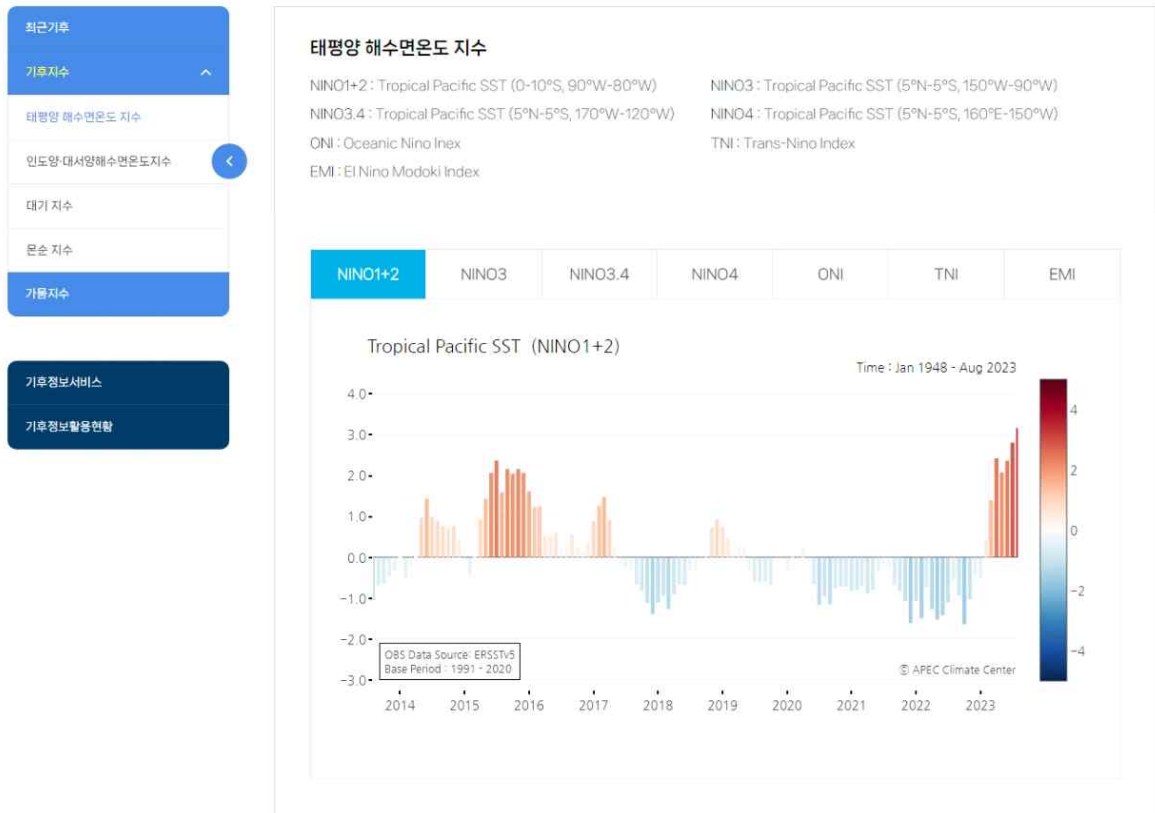 최근기후
기후지수
태평양 해수면온도 지수
인도양·대서양해수면온도지수
대기 지수
몬순 지수
가뭄지수
기후정보서비스
기후정보활용현황
태평양 해수면온도 지수
NINO1+2 : Tropical Pacific SST (0-10°S, 90°W-80°W) NINO3 : Tropical Pacific SST (5°N-5°S, 150°W-90°W)
NINO3.4 : Tropical Pacific SST (5°N-5°S, 170°W-120°W) NINO4 : Tropical Pacific SST (5°N-5°S, 160°E-150°W)
ONI : Oceanic Nino Inex TNI : Trans-Nino Index
EMI : El Nino Modoki Index
NINO1+2 NINO3 NINO3.4 NINO4 ONI TNI EMI
Tropical Pacific SST (NINO1+2)
Time : Jan 1948 - Aug 2023
4.0
3.0
2.0
1.0
0.0
-1.0
-2.0
-3.0
4
2
0
-2
-4
OBS Data Source: ERSSTv5
Base Period : 1991 - 2020
© APEC Climate Center
2014 2015 2016 2017 2018 2019 2020 2021 2022 2023